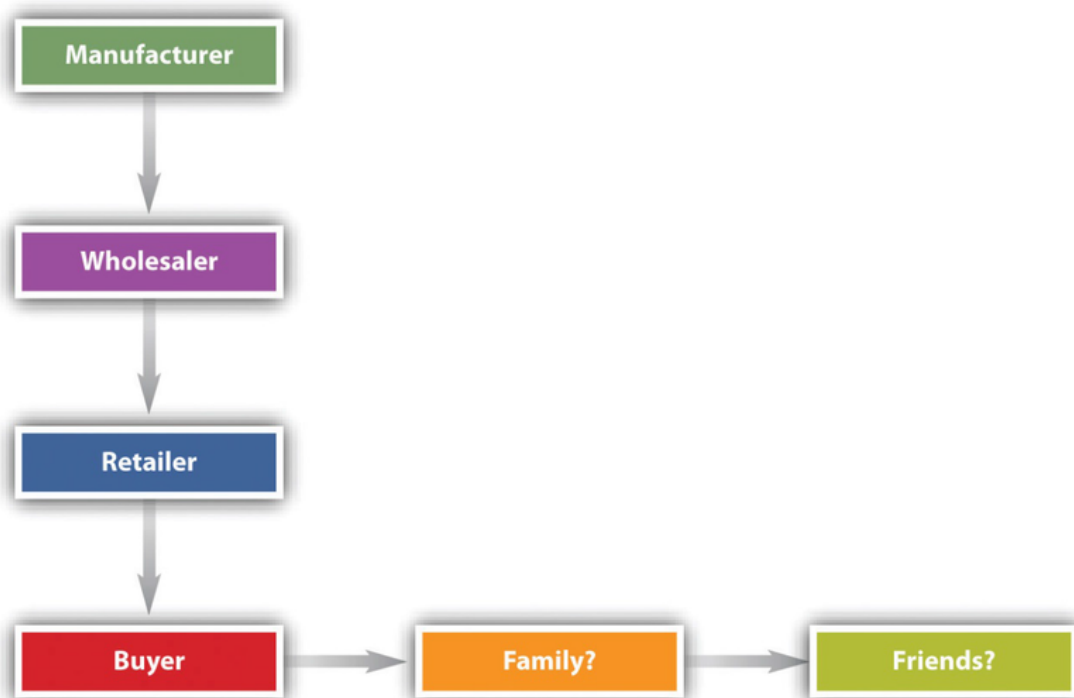 Manufacturer
Wholesaler
Retailer
Buyer
Family?
Friends?